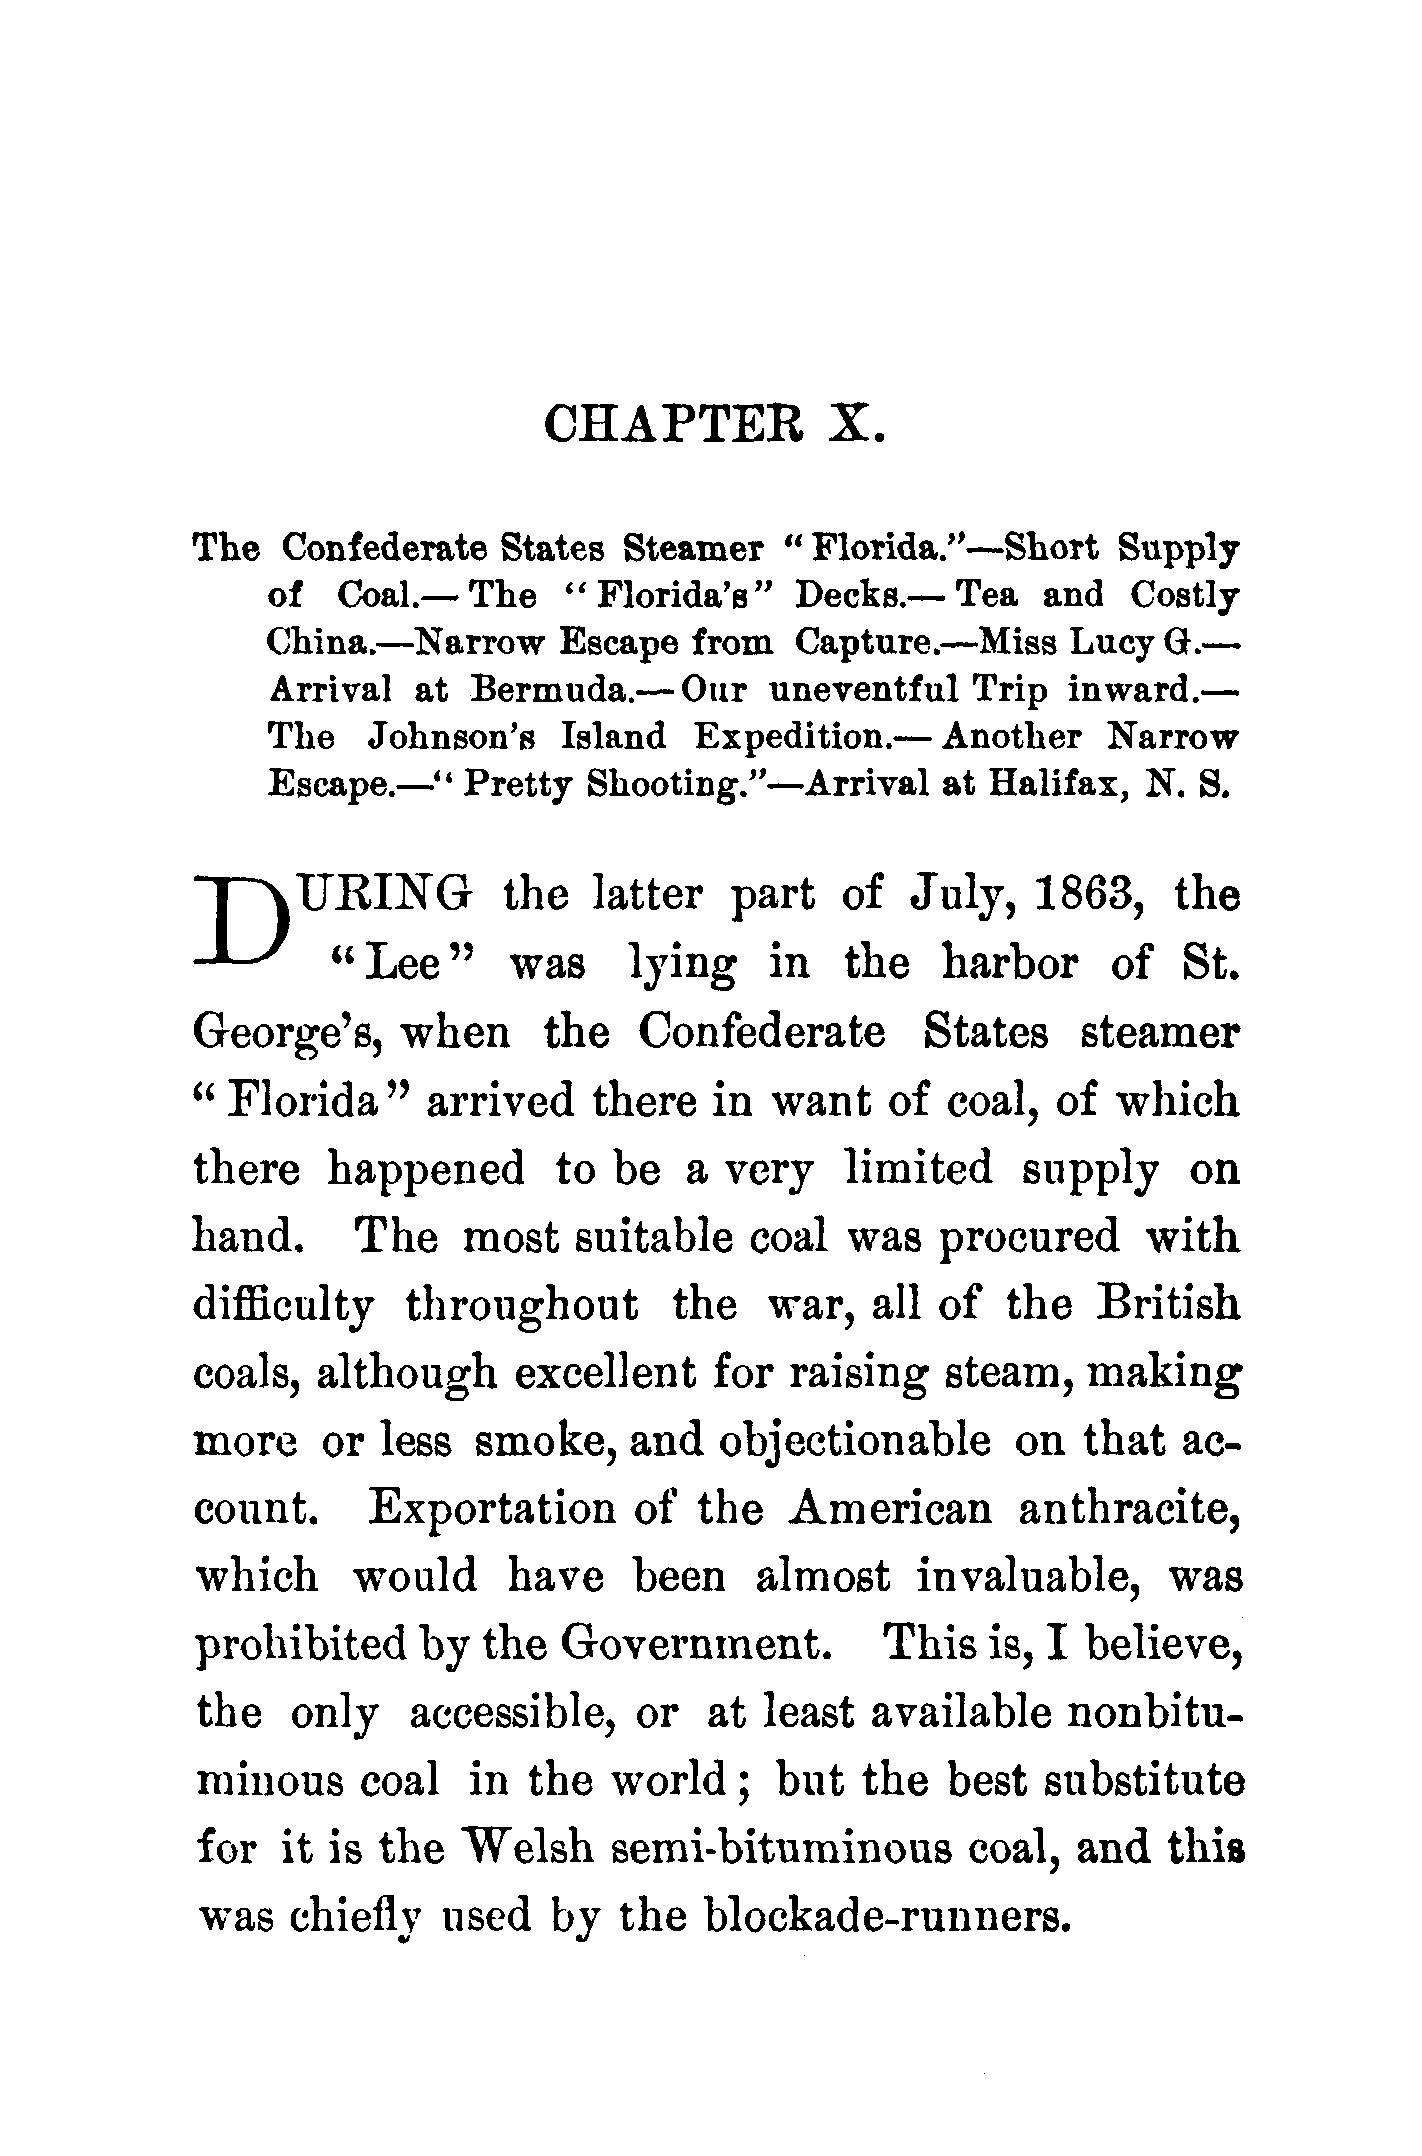 CHAPTER X.
The Confederate States Steamer “Florida.”—Short Supply
of Coal.—The “Florida's” Decks.—Tea and Costly
China.—Narrow Escape from Capture.—Miss Lucy G.—
Arrival at Bermuda.—Our uneventful Trip inward.—
The Johnson's Island Expedition.—Another Narrow
Escape.—“Pretty Shooting.”—Arrival at Halifax, N. S.
DURING the latter part of July, 1863, the
“Lee” was lying in the harbor of St.
George's, when the Confederate States steamer
“Florida” arrived there in want of coal, of which
there happened to be a very limited supply on
hand. The most suitable coal was procured with
difficulty throughout the war, all of the British
coals, although excellent for raising steam, making
more or less smoke, and objectionable on that ac-
count. Exportation of the American anthracite,
which would have been almost invaluable, was
prohibited by the Government. This is, I believe,
the only accessible, or at least available nonbitu-
minous coal in the world; but the best substitute
for it is the Welsh semi-bituminous coal, and this
was chiefly used by the blockade-runners.